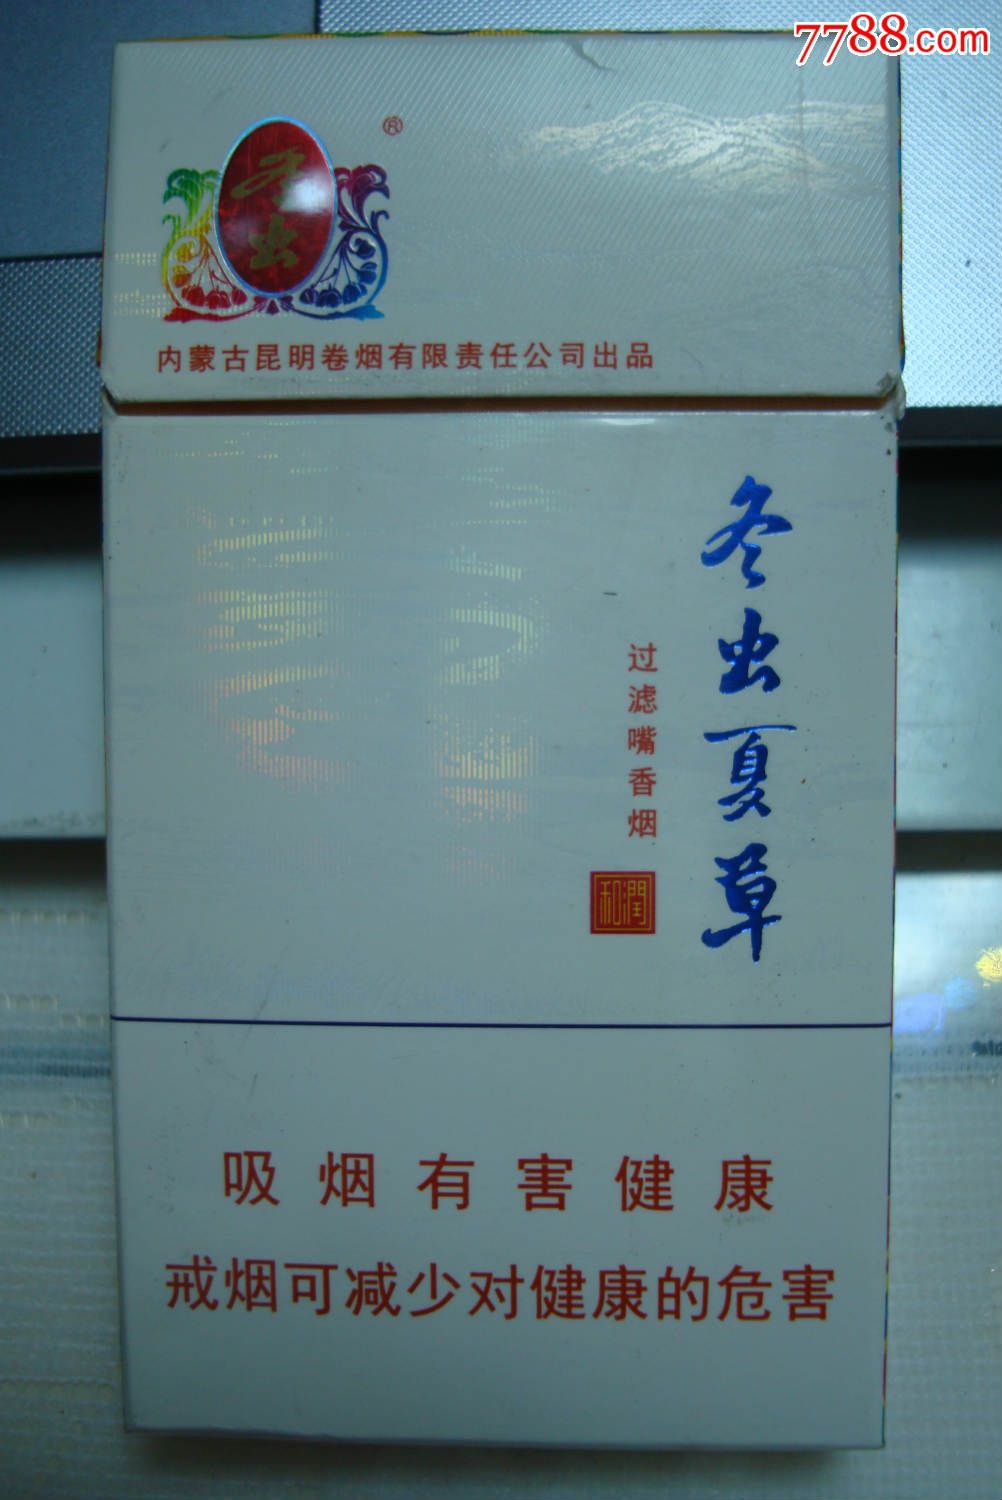 7788.com
冬虫
®
内蒙古昆明卷烟有限责任公司出品
冬虫夏草
过滤嘴香烟
和润
吸烟有害健康
戒烟可减少对健康的危害